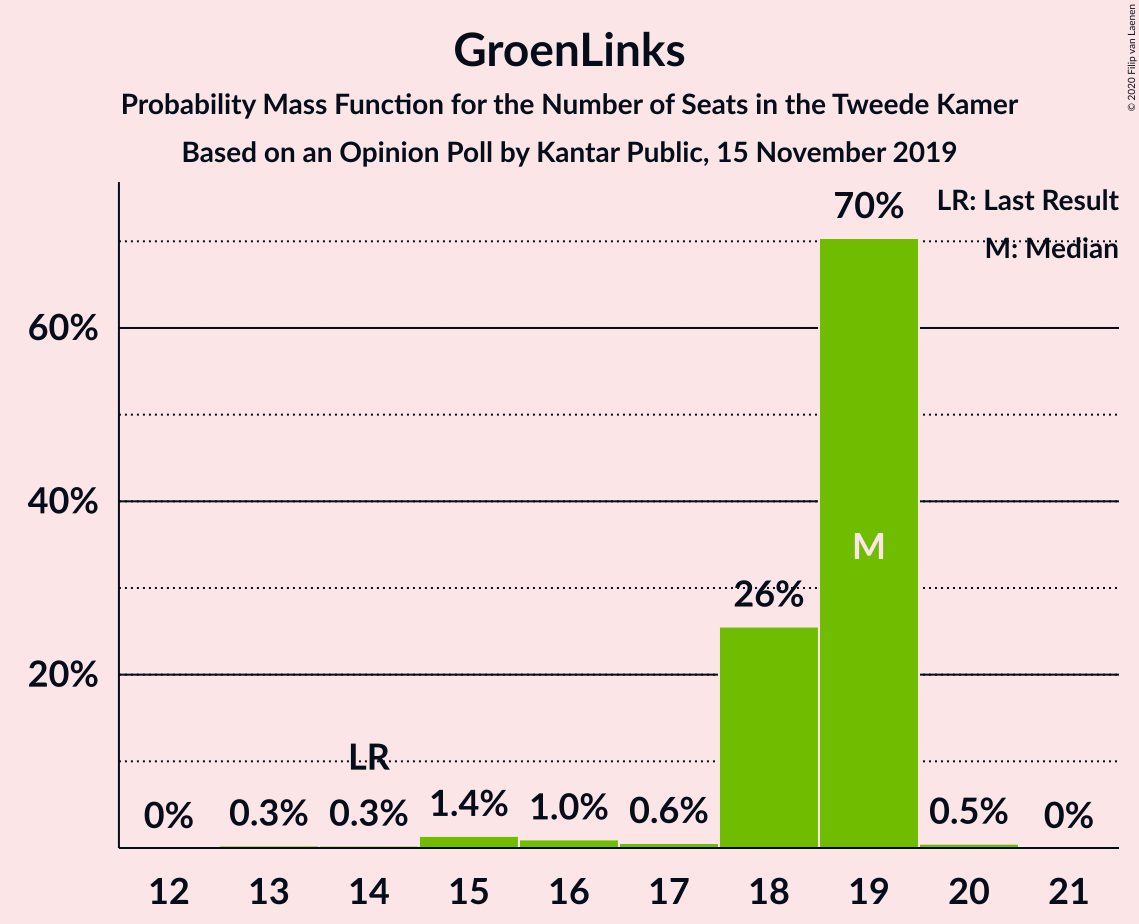 GroenLinks
Probability Mass Function for the Number of Seats in the Tweede Kamer
Based on an Opinion Poll by Kantar Public, 15 November 2019
© 2020 Filip van Laenen
LR: Last Result
M: Median
70%
60%
40%
M
26%
20%
LR
0%
0.3%
0.3%
1.4%
1.0%
0.6%
0.5%
0%
12 13 14 15 16 17 18 19 20 21